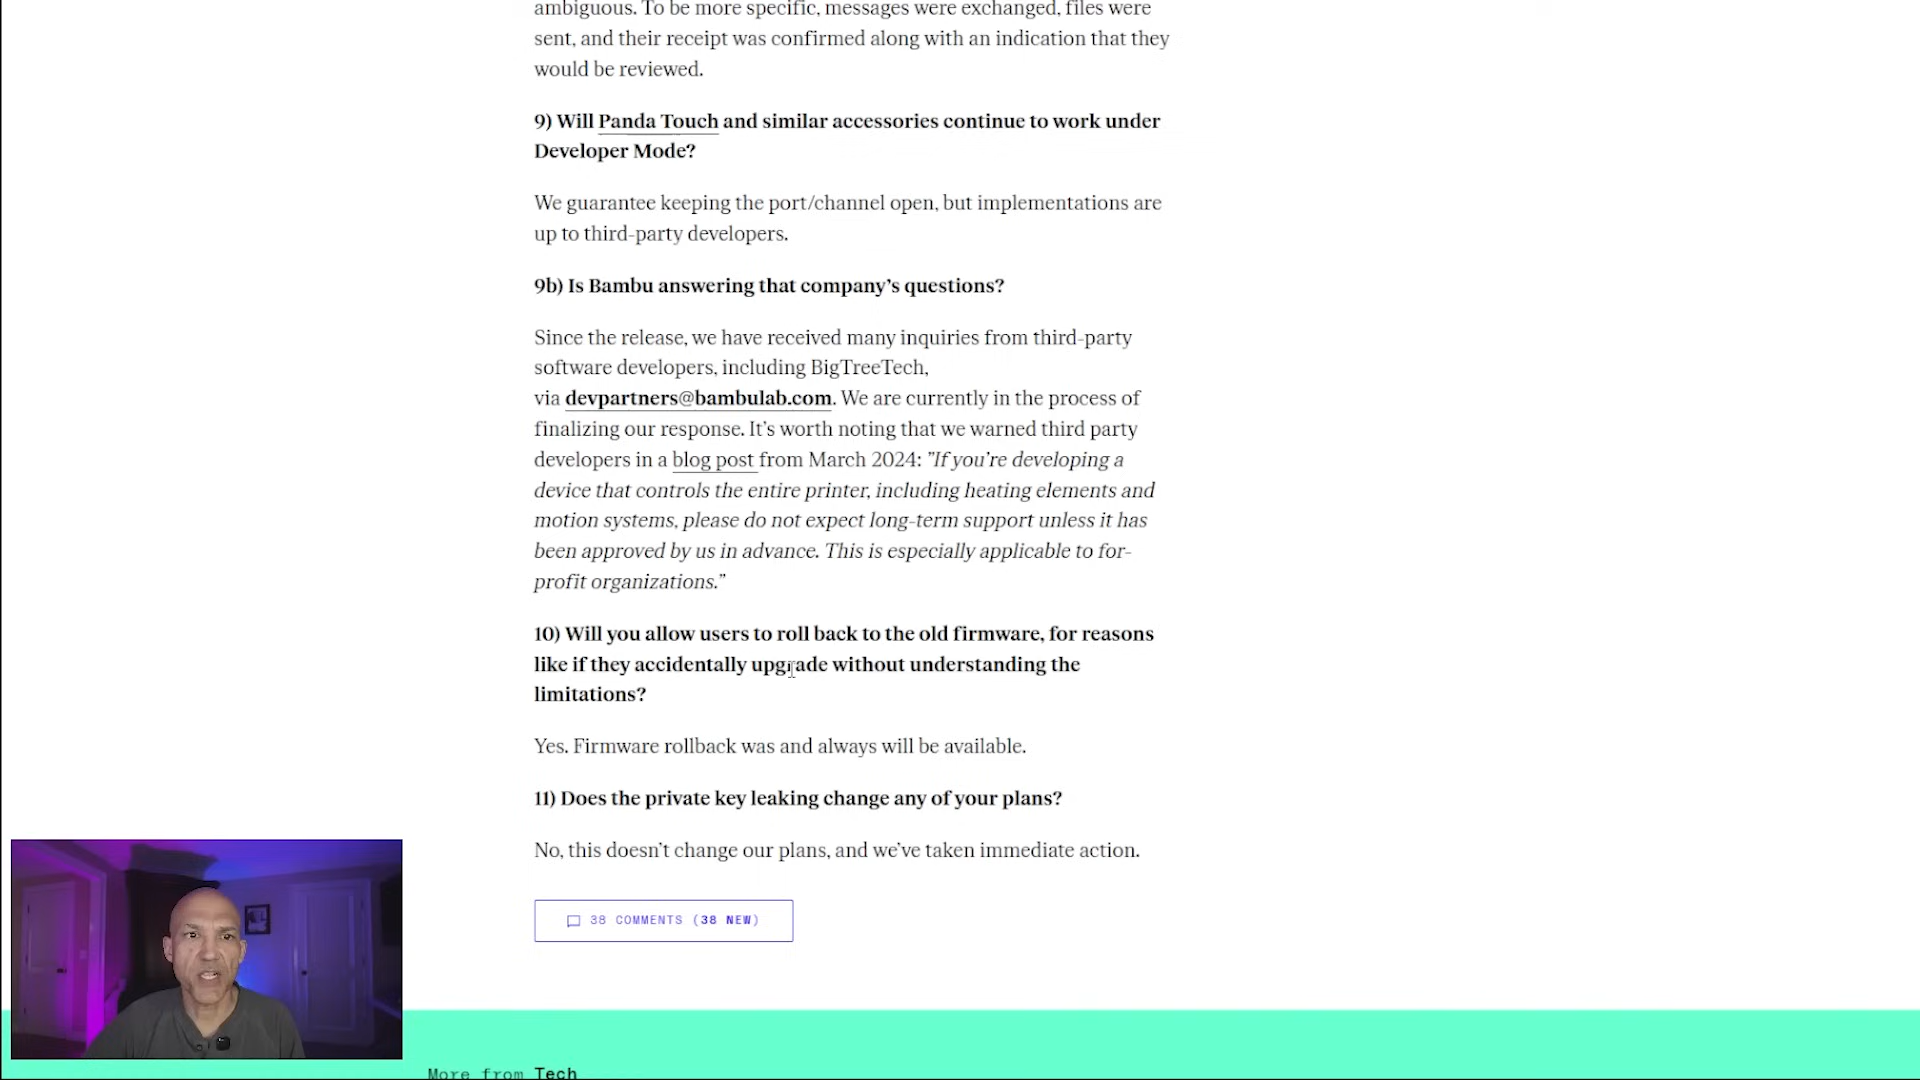 ambiguous. To be more specific, messages were exchanged, files were
sent, and their receipt was confirmed along with an indication that they
would be reviewed.
9) Will Panda Touch and similar accessories continue to work under
Developer Mode?
We guarantee keeping the port/channel open, but implementations are
up to third-party developers.
9b) Is Bambu answering that company’s questions?
Since the release, we have received many inquiries from third-party
software developers, including BigTreeTech,
via devpartners@bambulab.com. We are currently in the process of
finalizing our response. It’s worth noting that we warned third party
developers in a blog post from March 2024: ”If you’re developing a
device that controls the entire printer, including heating elements and
motion systems, please do not expect long-term support unless it has
been approved by us in advance. This is especially applicable to for-
profit organizations.”
10) Will you allow users to roll back to the old firmware, for reasons
like if they accidentally upgrade without understanding the
limitations?
Yes. Firmware rollback was and always will be available.
11) Does the private key leaking change any of your plans?
No, this doesn’t change our plans, and we’ve taken immediate action.
38 COMMENTS (38 NEW)
More from Tech